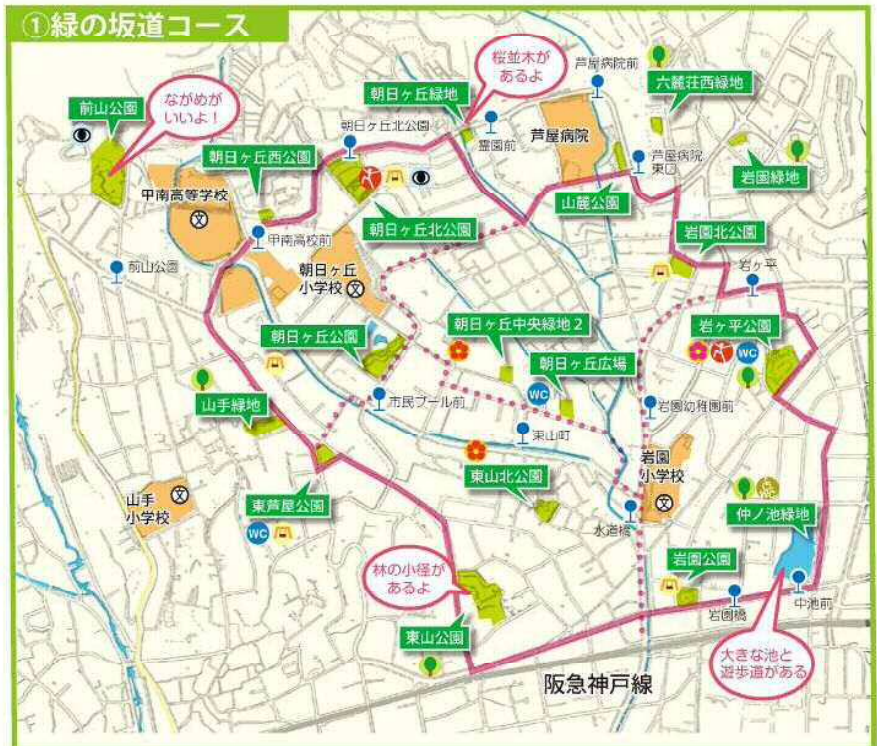 ①緑の坂道コース
前山公園
ながめが
いいよ！
朝日ヶ丘西公園
朝日ヶ丘北公園
朝日ヶ丘緑地
桜並木が
あるよ
芦屋病院前
六麓荘西緑地
霊園前
芦屋病院
芦屋病院
東口
岩園緑地
甲南高等学校
文
甲南高校前
朝日ヶ丘北公園
山麓公園
岩園北公園
前山公園
朝日ヶ丘
小学校
文
岩ヶ平
朝日ヶ丘公園
朝日ヶ丘中央緑地2
岩ヶ平公園
WC
朝日ヶ丘広場
WC
山手緑地
市民プール前
岩園幼稚園前
東山町
山手
小学校
文
東芦屋公園
WC
東山北公園
岩園
小学校
文
WC
仲ノ池緑地
水道橋
林の小径が
あるよ
岩園公園
岩園橋
中池前
東山公園
大きな池と
遊歩道がある
阪急神戸線